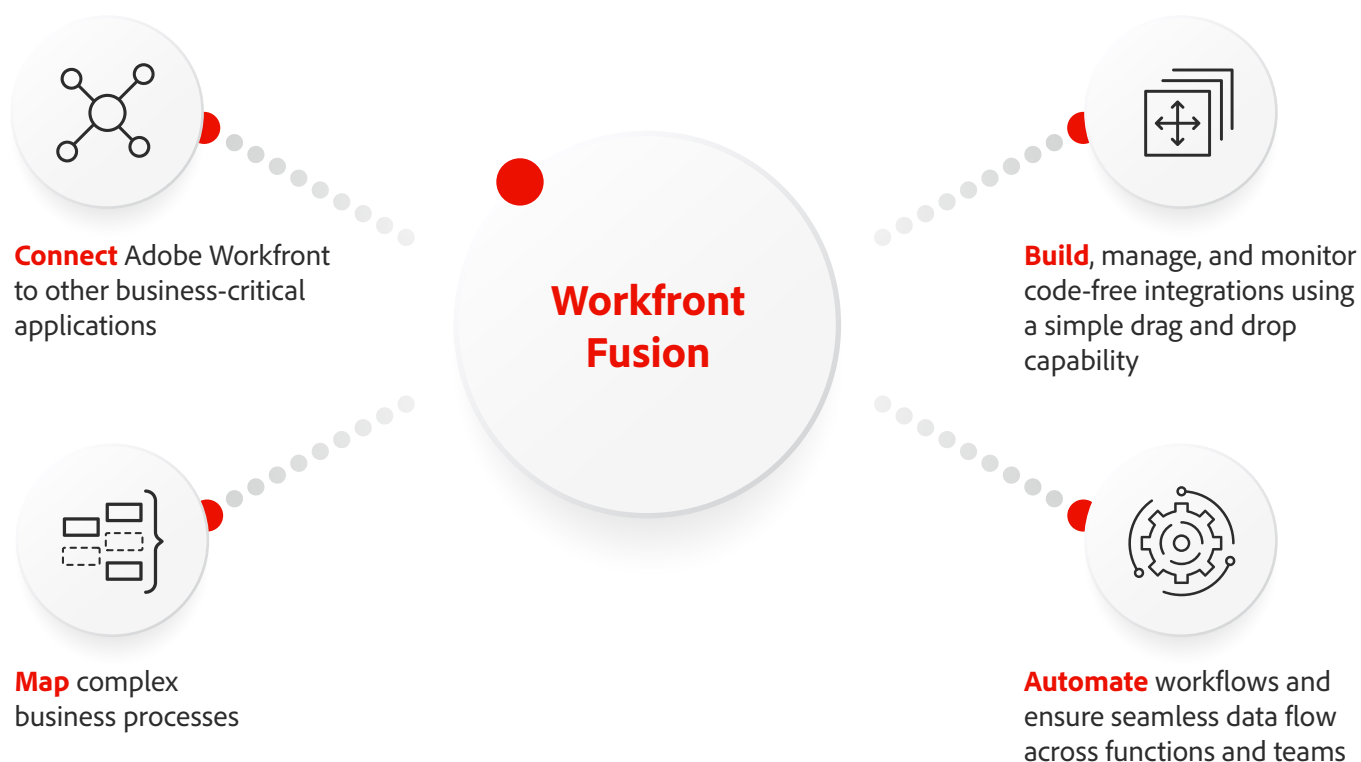 Connect Adobe Workfront
to other business-critical
applications
Workfront
Fusion
Build, manage, and monitor
code-free integrations using
a simple drag and drop
capability
Map complex
business processes
Automate workflows and
ensure seamless data flow
across functions and teams